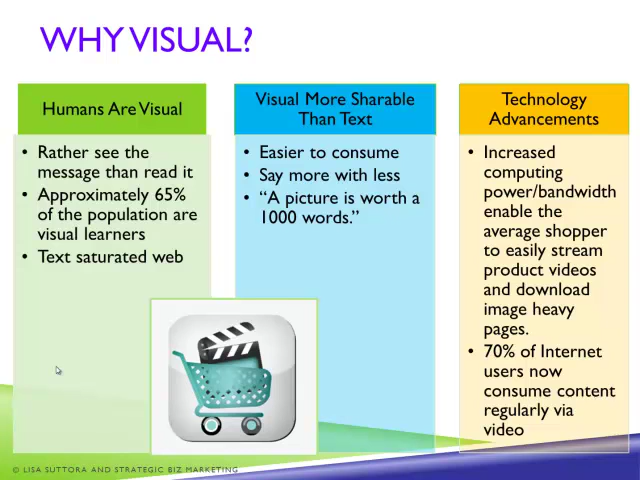 WHY VISUAL?
Humans Are Visual
• Rather see the
message than read it
• Approximately 65%
of the population are
visual learners
• Text saturated web
Visual More Sharable
Than Text
• Easier to consume
• Say more with less
• “A picture is worth a
1000 words.”
Technology
Advancements
• Increased
computing
power/bandwidth
enable the
average shopper
to easily stream
product videos
and download
image heavy
pages.
• 70% of Internet
users now
consume content
regularly via
video
© LISA SUTTORA AND STRATEGIC BIZ MARKETING